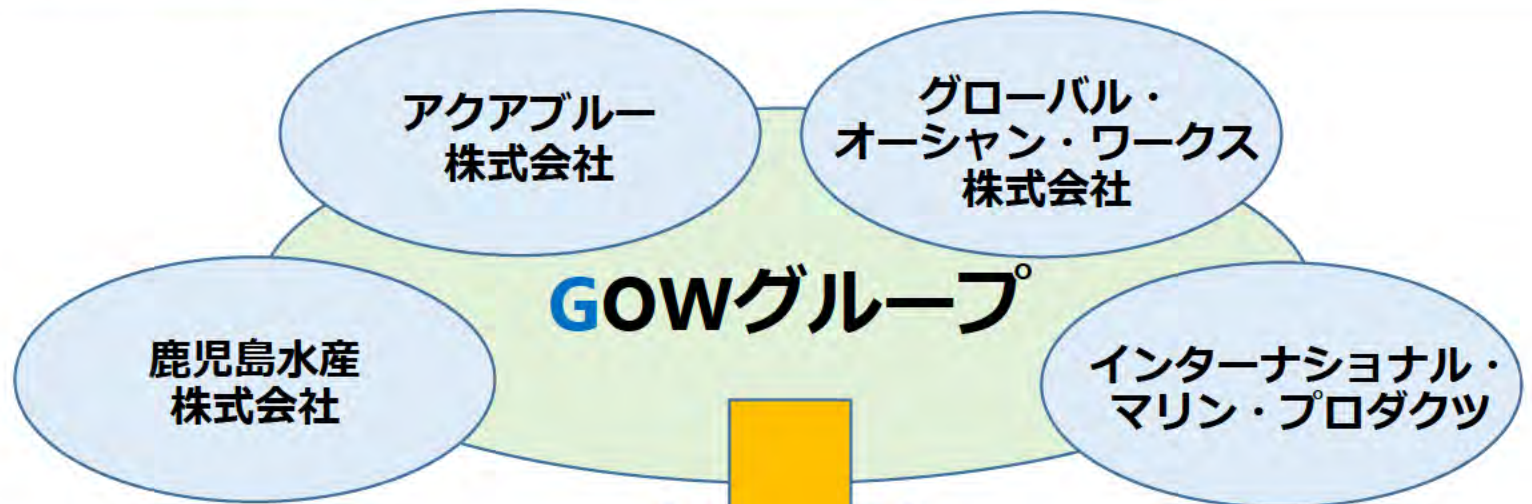 アクアブルー
株式会社
グローバル・
オーシャン・ワークス
株式会社
GOWグループ
鹿児島水産
株式会社
インターナショナル・
マリン・プロダクツ